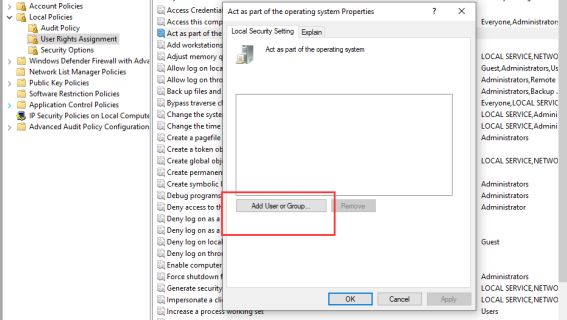 Account Policies
Local Policies
Audit Policy
User Rights Assignment
Security Options
Windows Defender Firewall with Adva
Network List Manager Policies
Public Key Policies
Software Restriction Policies
Application Control Policies
IP Security Policies on Local Compute
Advanced Audit Policy Configuration
Access Credentia
Access this comp
Act as part of the
Add workstations
Adjust memory q
Allow log on loca
Allow log on thro
Back up files and
Bypass traverse c
Change the syste
Change the time
Create a pagefile
Create a token ob
Create global obj
Create permanen
Create symbolic l
Debug programs
Deny access to th
Deny log on as a
Deny log on as a
Deny log on local
Deny log on thro
Enable computer
Force shutdown f
Generate security
Impersonate a cli
Increase a process working set
Act as part of the operating system Properties
?
Local Security Setting
Explain
Act as part of the operating system
Add User or Group...
Remove
OK
Cancel
Apply
Everyone,Administrators
LOCAL SERVICE,NETWO
Guest,Administrators,Us
Administrators,Remote
Administrators,Backup
Everyone,LOCAL SERVIC
LOCAL SERVICE,Admini
LOCAL SERVICE,Admini
Administrators
LOCAL SERVICE,NETWO
Administrators
Administrators
Administrator
Guest
Administrators
LOCAL SERVICE,NETWO
LOCAL SERVICE,NETWO
Users